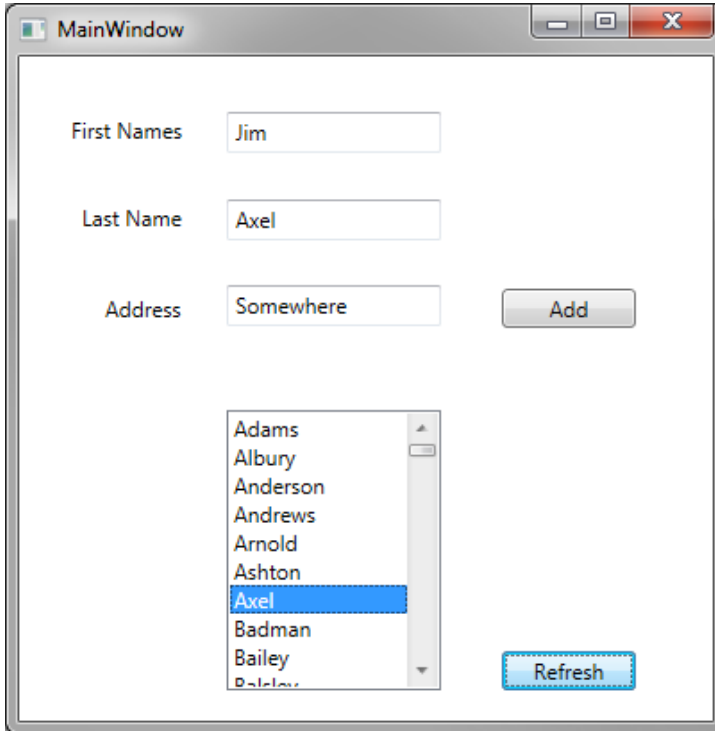 MainWindow
First Names
Jim
Last Name
Axel
Address
Somewhere
Add
Adams
Albury
Anderson
Andrews
Arnold
Ashton
Axel
Badman
Bailey
Refresh